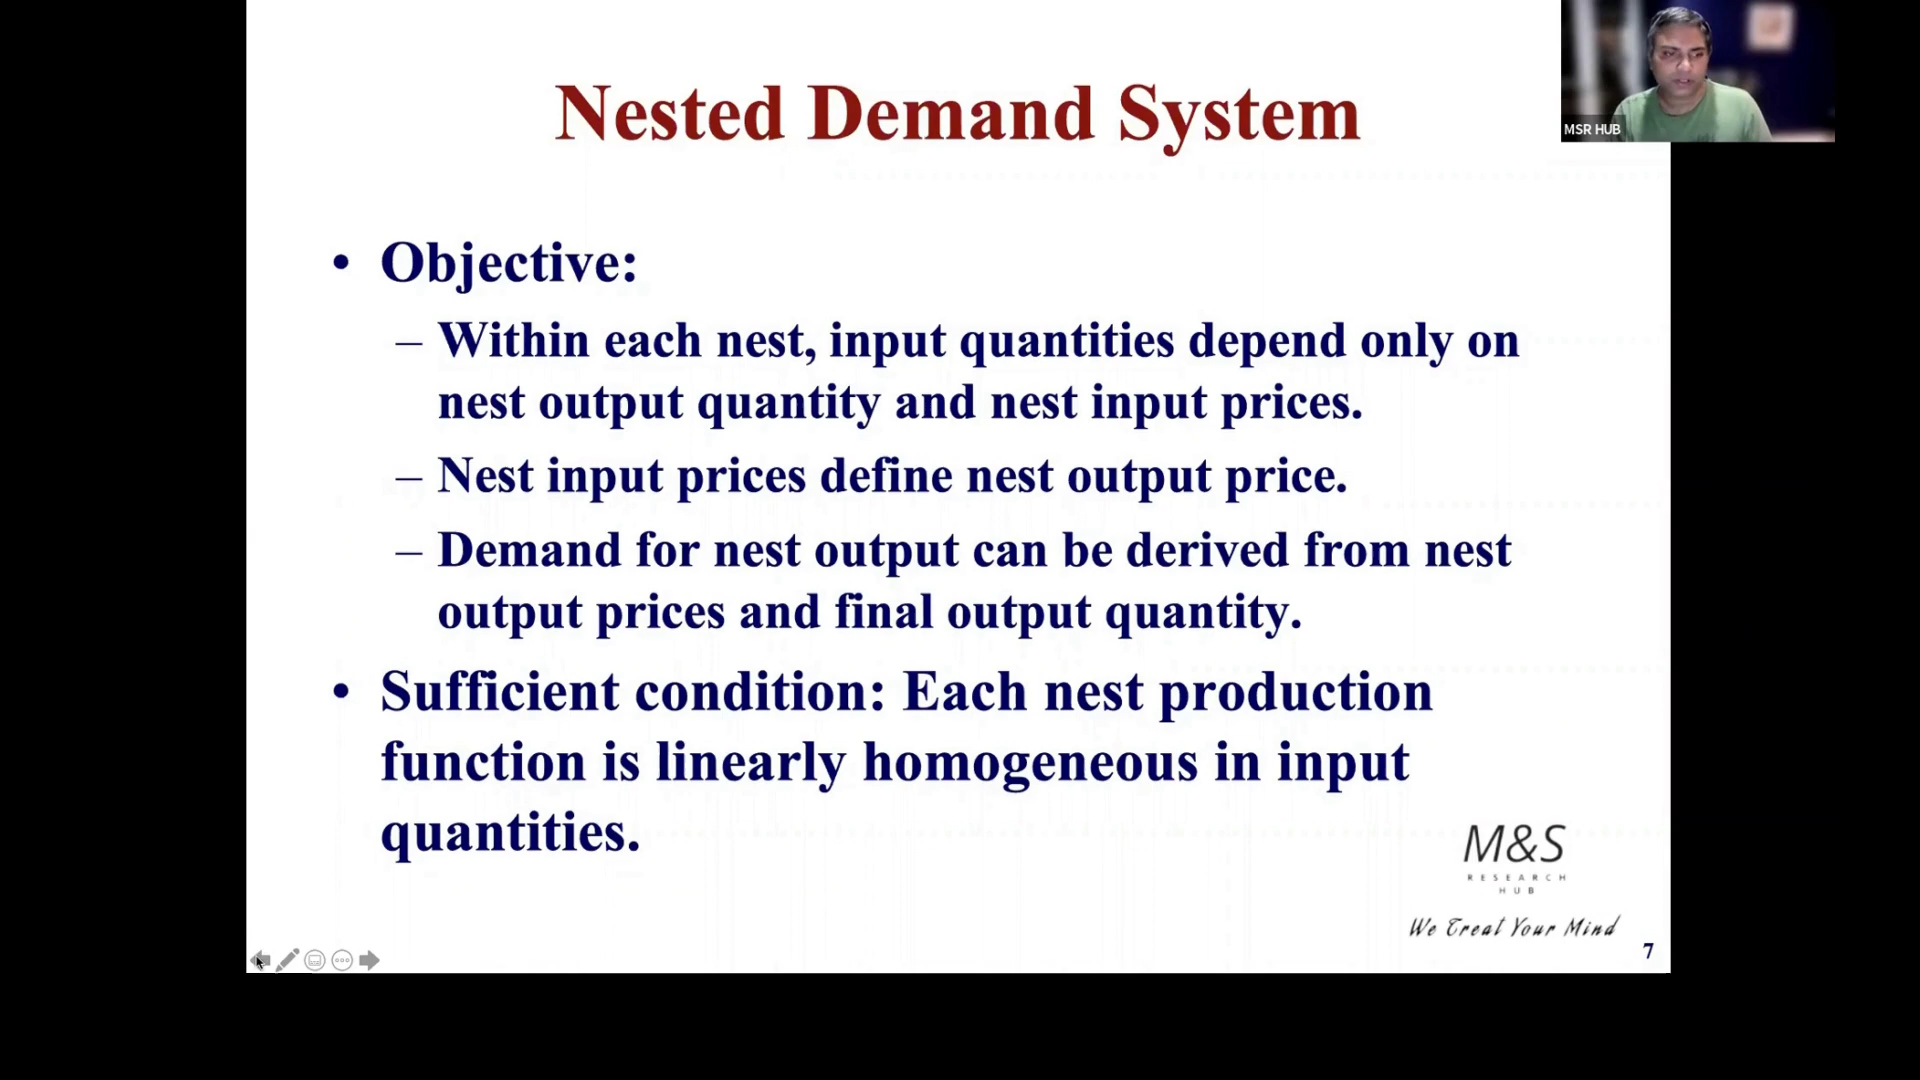 Nested Demand System
MSR HUB
• Objective:
– Within each nest, input quantities depend only on
nest output quantity and nest input prices.
– Nest input prices define nest output price.
– Demand for nest output can be derived from nest
output prices and final output quantity.
• Sufficient condition: Each nest production
function is linearly homogeneous in input
quantities.
M&S
RESEARCH
HUB
We Treat Your Mind
7